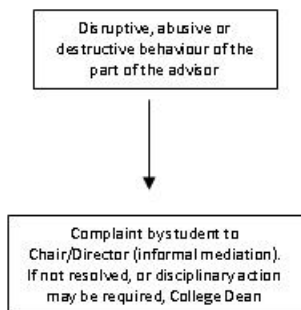 Disruptive, abusive or
destructive behaviour of the
part of the advisor
Complaint by student to
Chair/Director (informal mediation).
If not resolved, or disciplinary action
may be required, College Dean